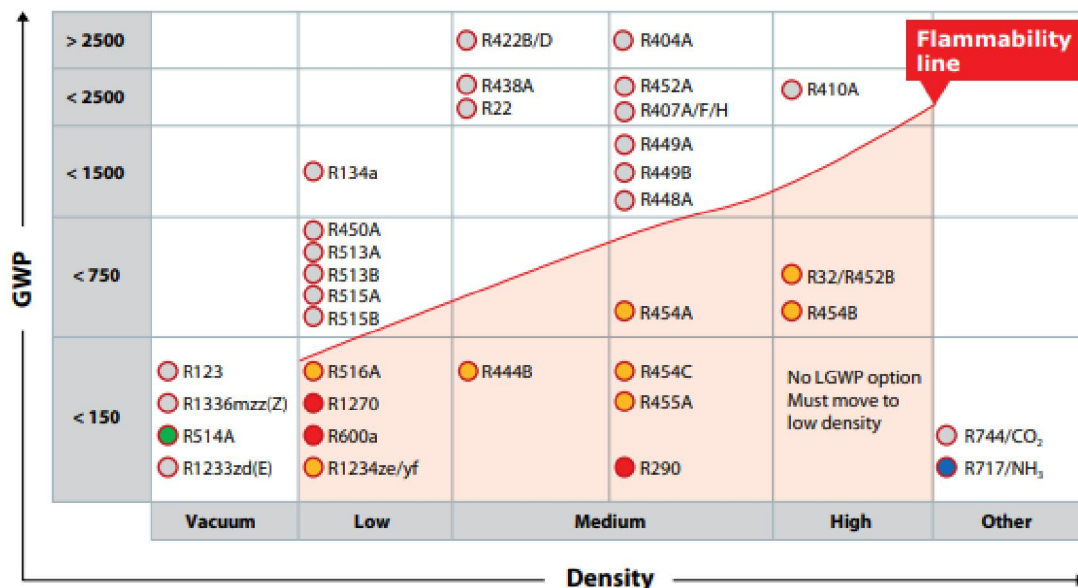 GWP
> 2500
R422B/D
R404A
Flammability
line
< 2500
R438A
R22
R452A
R407A/F/H
R410A
< 1500
R134a
R449A
R449B
R448A
< 750
R450A
R513A
R513B
R515A
R515B
R454A
R32/R452B
R454B
< 150
R123
R1336mzz(Z)
R514A
R1233zd(E)
R516A
R1270
R600a
R1234ze/yf
R444B
R454C
R455A
R290
No LGWP option
Must move to
low density
R744/CO₂
R717/NH₃
Vacuum
Low
Medium
High
Other
Density